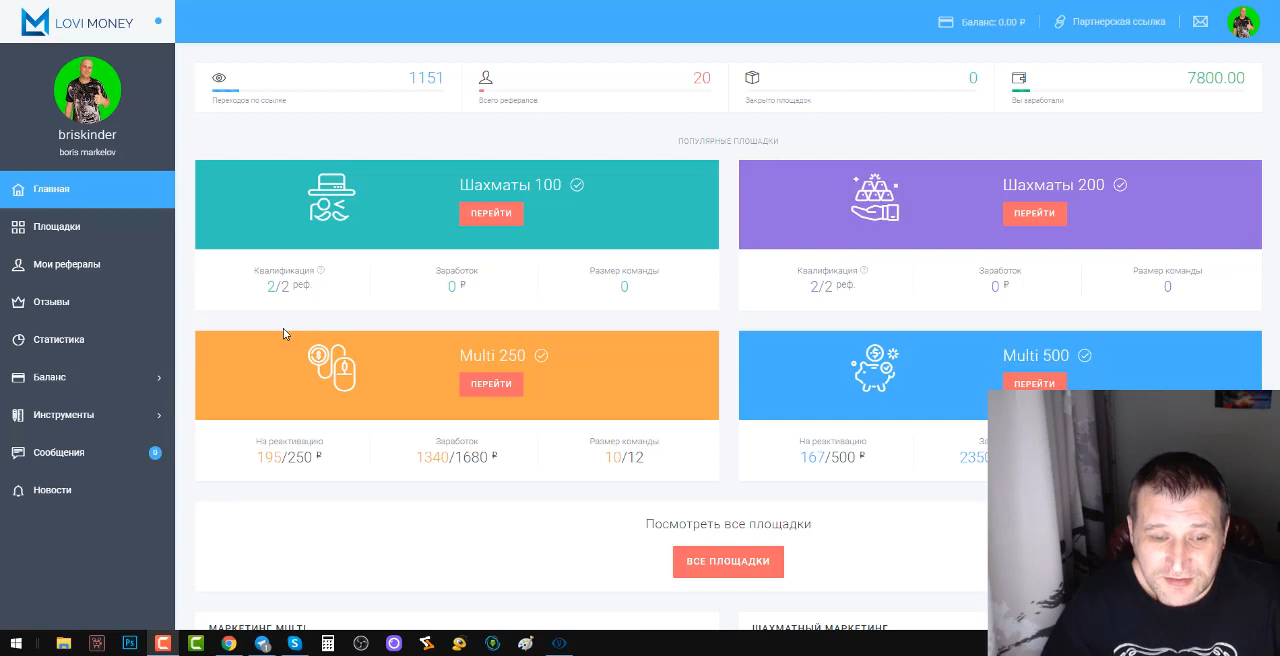 LOVI MONEY
Баланс: 0.00 ₽
Партнерская ссылка
briskinder
boris markelov
Главная
Площадки
Мои рефералы
Отзывы
Статистика
Баланс
Инструменты
Сообщения
0
Новости
1151
Переходов по ссылке
20
Всего рефералов
0
Закрыто площадок
7800.00
Вы заработали
ПОПУЛЯРНЫЕ ПЛОЩАДКИ
Шахматы 100
ПЕРЕЙТИ
Квалификация
2/2 реф.
Заработок
0 ₽
Размер команды
0
Шахматы 200
ПЕРЕЙТИ
Квалификация
2/2 реф.
Заработок
0 ₽
Размер команды
0
Multi 250
ПЕРЕЙТИ
На реактивацию
195/250 ₽
Заработок
1340/1680 ₽
Размер команды
10/12
Multi 500
ПЕРЕЙТИ
На реактивацию
167/500 ₽
За
2350
Посмотреть все площадки
ВСЕ ПЛОЩАДКИ
МАРКЕТИНГ MULTI
ШАХМАТНЫЙ МАРКЕТИНГ
Ps